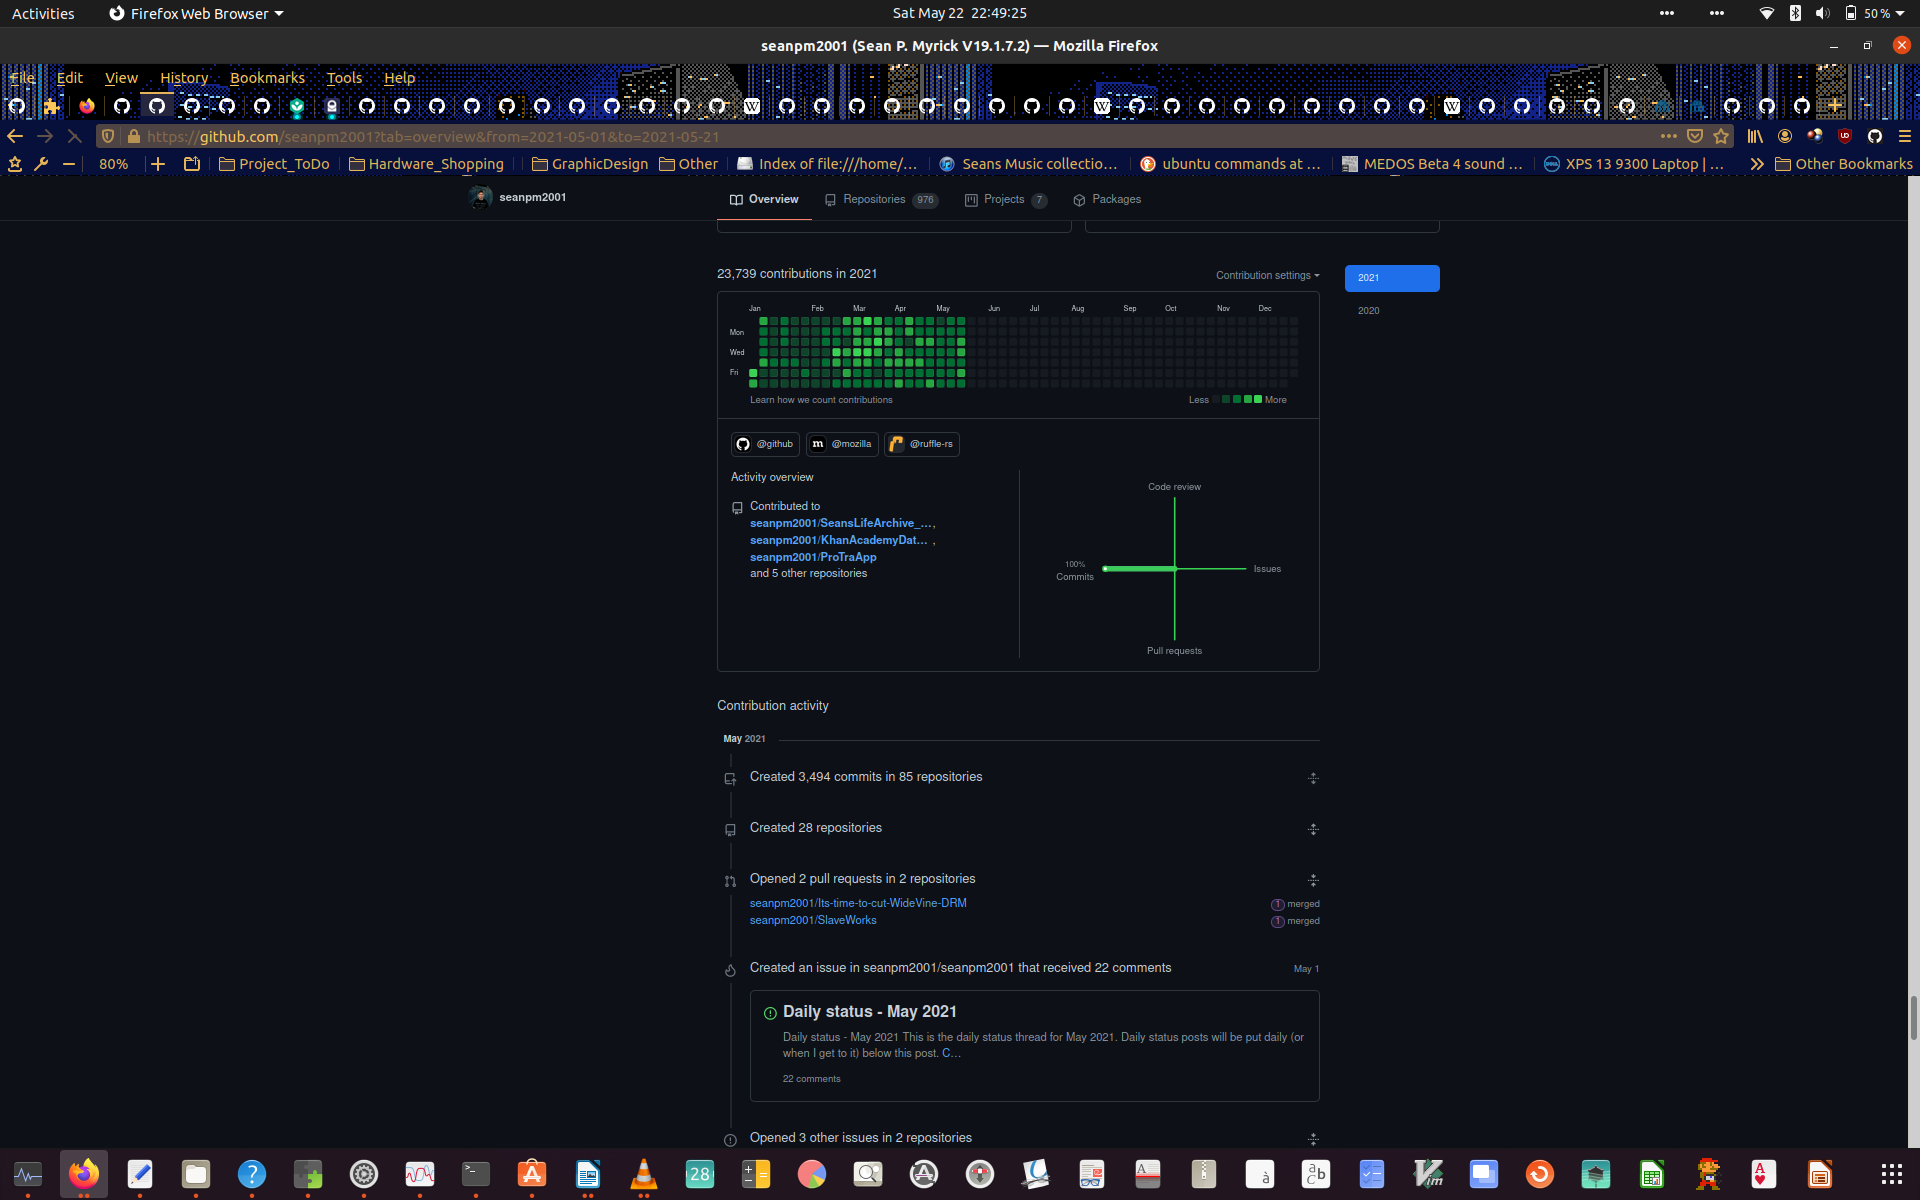 Activities
Firefox Web Browser
Sat May 22 22:49:25
50 %
seanpm2001 (Sean P. Myrick V19.1.7.2) — Mozilla Firefox
File Edit View History Bookmarks Tools Help
https://github.com/seanpm2001?tab=overview&from=2021-05-01&to=2021-05-21
80% Project_ToDo Hardware_Shopping GraphicDesign Other Index of file:///home/... Seans Music collectio... ubuntu commands at ... MEDOS Beta 4 sound ... XPS 13 9300 Laptop | ... Other Bookmarks
seanpm2001
Overview Repositories 976 Projects 7 Packages
23,739 contributions in 2021
Contribution settings
2021
2020
Jan Feb Mar Apr May Jun Jul Aug Sep Oct Nov Dec
Mon
Wed
Fri
Learn how we count contributions
Less More
@github @mozilla @ruffle-rs
Activity overview
Contributed to
seanpm2001/SeansLifeArchive_... ,
seanpm2001/KhanAcademyDat... ,
seanpm2001/ProTraApp
and 5 other repositories
Code review
100%
Commits
Issues
Pull requests
Contribution activity
May 2021
Created 3,494 commits in 85 repositories
Created 28 repositories
Opened 2 pull requests in 2 repositories
seanpm2001/Its-time-to-cut-WideVine-DRM 1 merged
seanpm2001/SlaveWorks 1 merged
Created an issue in seanpm2001/seanpm2001 that received 22 comments May 1
Daily status - May 2021
Daily status - May 2021 This is the daily status thread for May 2021. Daily status posts will be put daily (or
when I get to it) below this post. C...
22 comments
Opened 3 other issues in 2 repositories
28